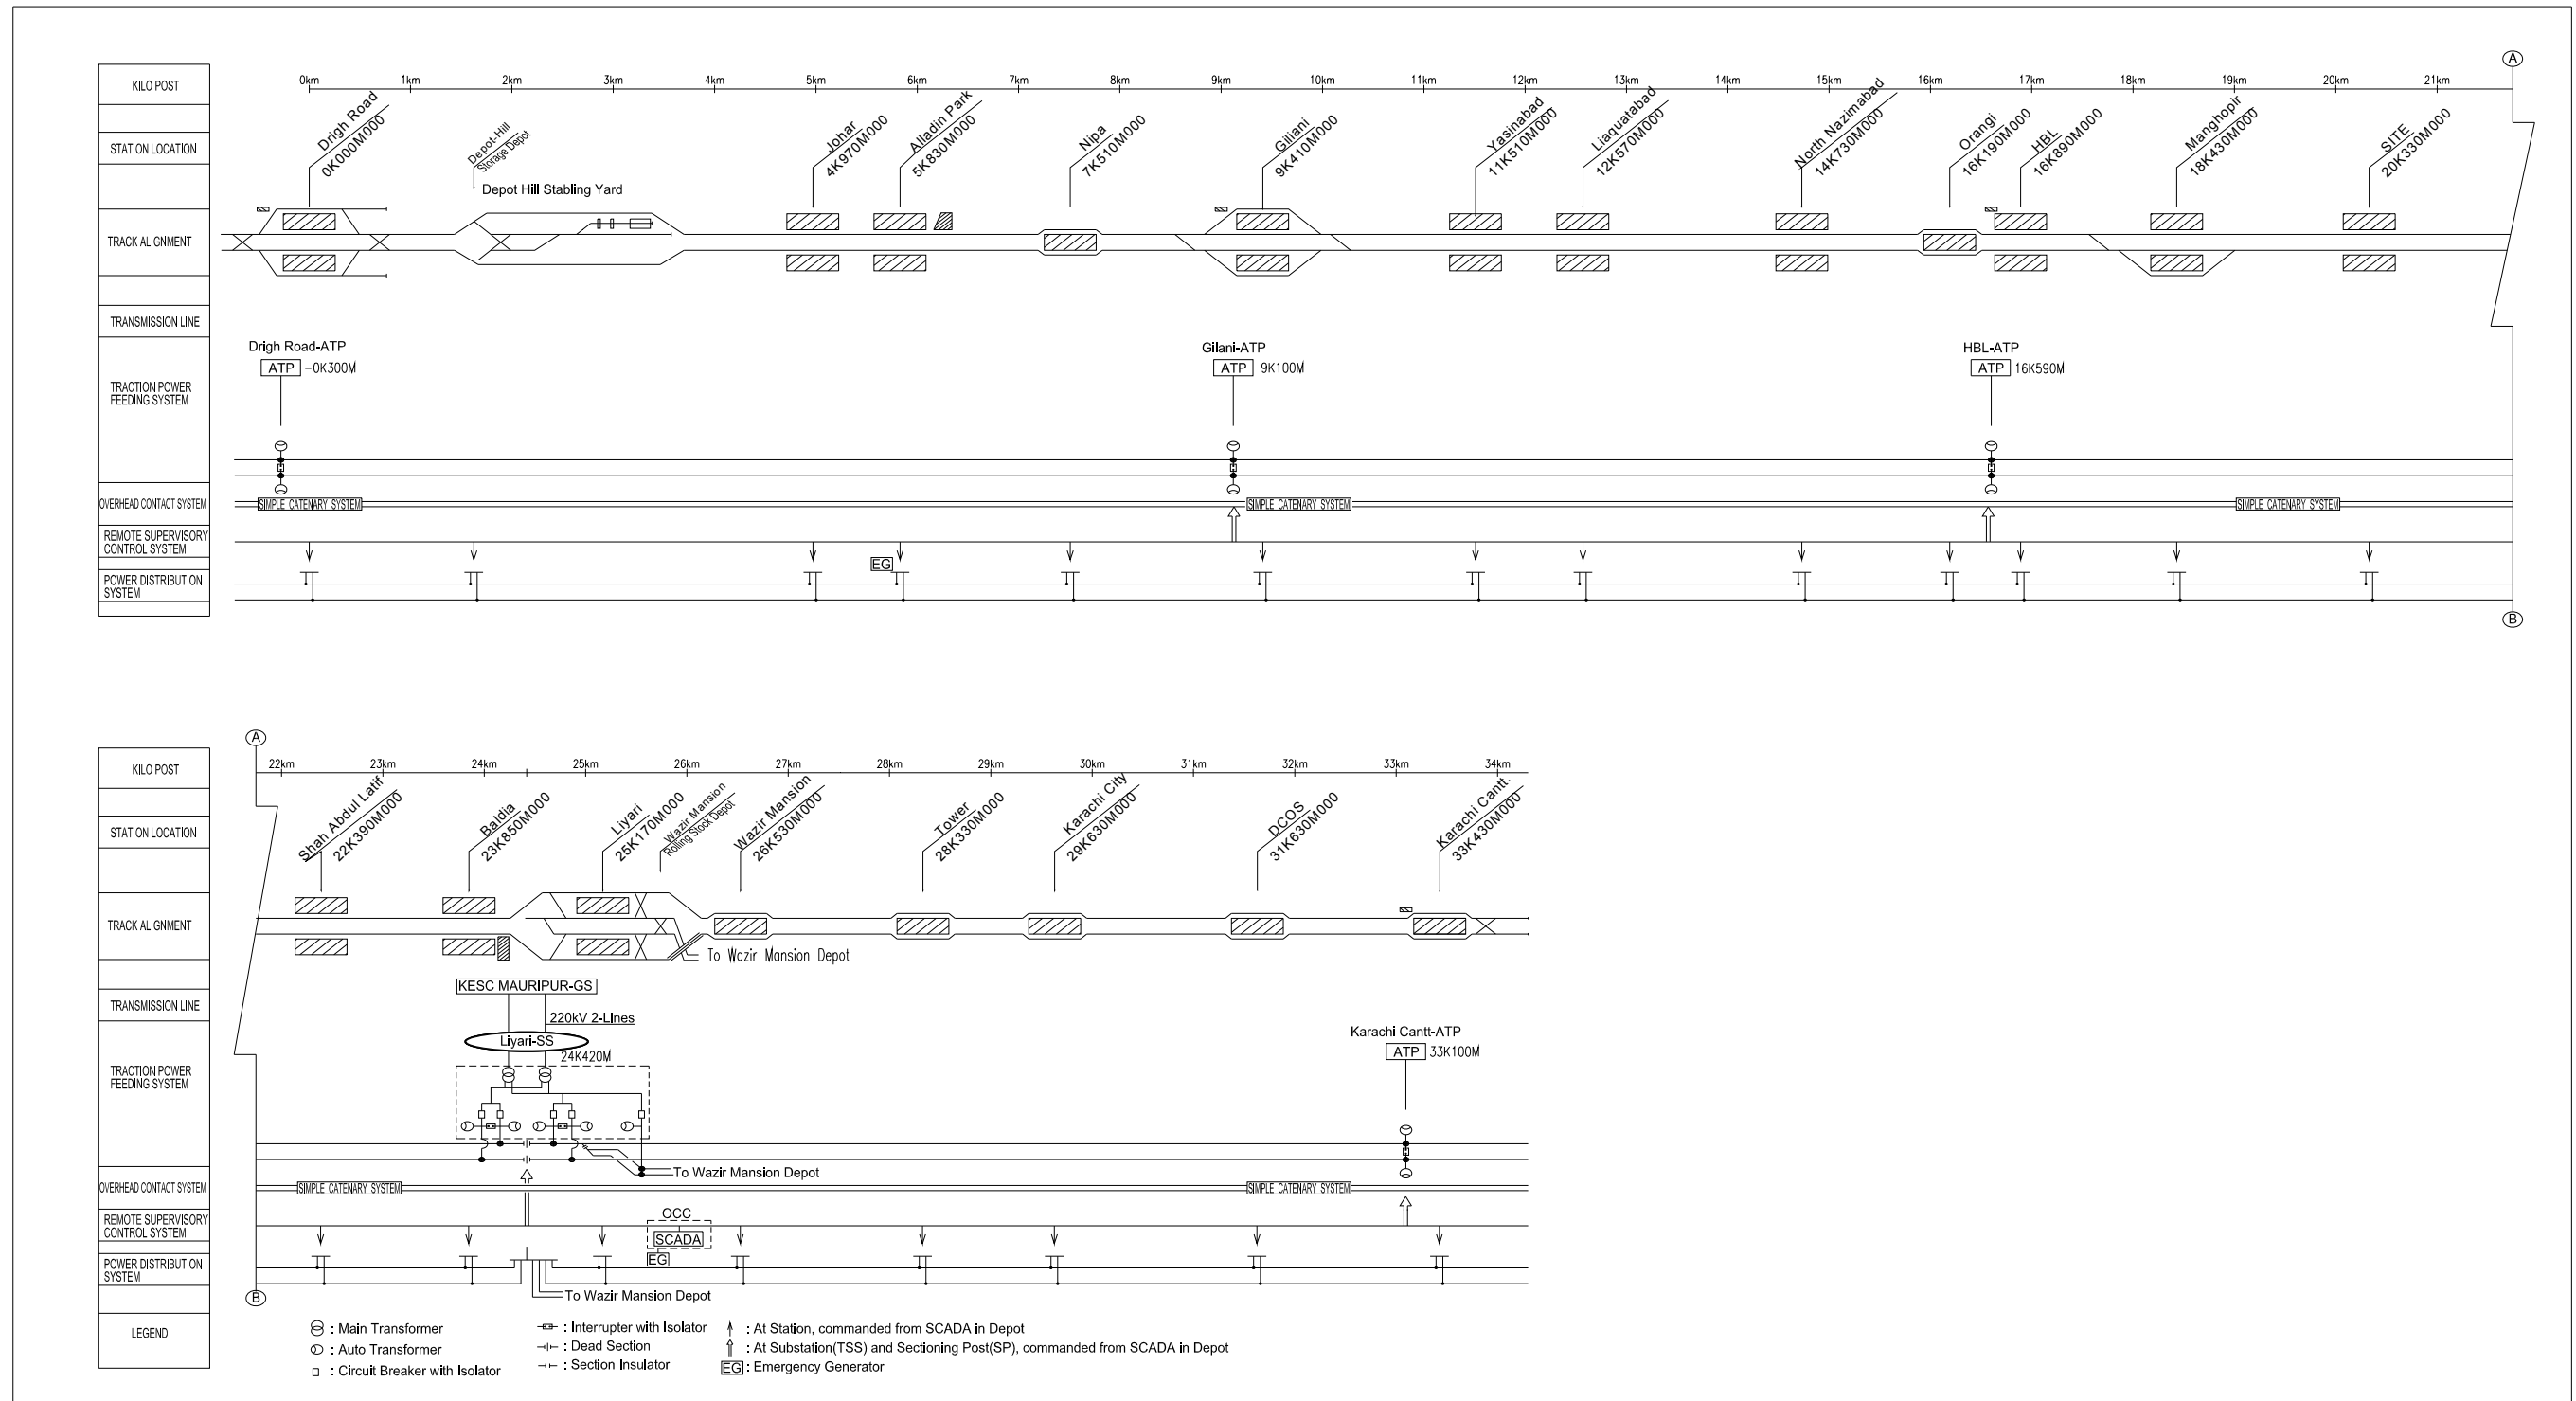 A
KILO POST
0km 1km 2km 3km 4km 5km 6km 7km 8km 9km 10km 11km 12km 13km 14km 15km 16km 17km 18km 19km 20km 21km
STATION LOCATION
Drigh Road
0K000M000
Depot-Hill
Storage Depot
Johar
4K970M000
Alladin Park
5K830M000
Nipa
7K510M000
Giliani
9K410M000
Yasinabad
11K510M000
Liaquatabad
12K570M000
North Nazimabad
14K730M000
Orangi
16K190M000
HBL
16K890M000
Manghopir
18K430M000
SITE
20K330M000
Depot Hill Stabling Yard
TRACK ALIGNMENT
TRANSMISSION LINE
TRACTION POWER
FEEDING SYSTEM
Drigh Road-ATP
ATP -0K300M
Gilani-ATP
ATP 9K100M
HBL-ATP
ATP 16K590M
OVERHEAD CONTACT SYSTEM
SIMPLE CATENARY SYSTEM
SIMPLE CATENARY SYSTEM
SIMPLE CATENARY SYSTEM
REMOTE SUPERVISORY
CONTROL SYSTEM
EG
POWER DISTRIBUTION
SYSTEM
B
A
KILO POST
22km 23km 24km 25km 26km 27km 28km 29km 30km 31km 32km 33km 34km
STATION LOCATION
Shah Abdul Latif
22K390M000
Baldia
23K850M000
Liyari
25K170M000
Wazir Mansion
Rolling Stock Depot
Wazir Mansion
26K530M000
Tower
28K330M000
Karachi City
29K630M000
DCOS
31K630M000
Karachi Cantt.
33K430M000
TRACK ALIGNMENT
To Wazir Mansion Depot
TRANSMISSION LINE
KESC MAURIPUR-GS
220kV 2-Lines
Liyari-SS
24K420M
TRACTION POWER
FEEDING SYSTEM
Karachi Cantt-ATP
ATP 33K100M
To Wazir Mansion Depot
OVERHEAD CONTACT SYSTEM
SIMPLE CATENARY SYSTEM
SIMPLE CATENARY SYSTEM
REMOTE SUPERVISORY
CONTROL SYSTEM
OCC
SCADA
EG
POWER DISTRIBUTION
SYSTEM
To Wazir Mansion Depot
B
LEGEND
: Main Transformer
: Auto Transformer
: Circuit Breaker with Isolator
: Interrupter with Isolator
: Dead Section
: Section Insulator
: At Station, commanded from SCADA in Depot
: At Substation(TSS) and Sectioning Post(SP), commanded from SCADA in Depot
EG : Emergency Generator